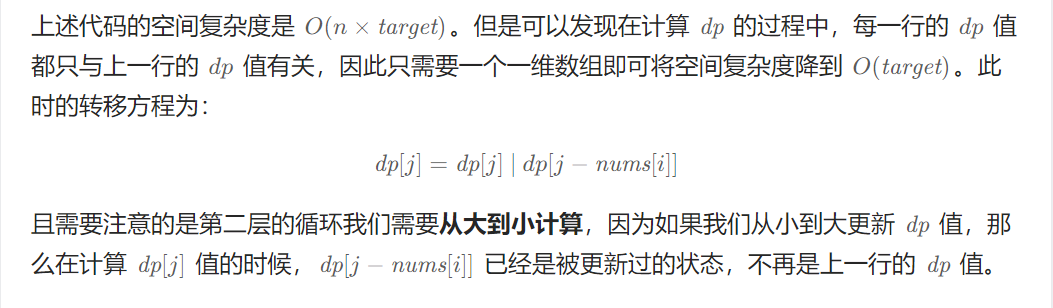 上述代码的空间复杂度是 O(n × target)。但是可以发现在计算 dp 的过程中，每一行的 dp 值
都只与上一行的 dp 值有关，因此只需要一个一维数组即可将空间复杂度降到 O(target)。此
时的转移方程为：
dp[j] = dp[j] | dp[j − nums[i]]
且需要注意的是第二层的循环我们需要从大到小计算，因为如果我们从小到大更新 dp 值，那
么在计算 dp[j] 值的时候， dp[j − nums[i]] 已经是被更新过的状态，不再是上一行的 dp 值。